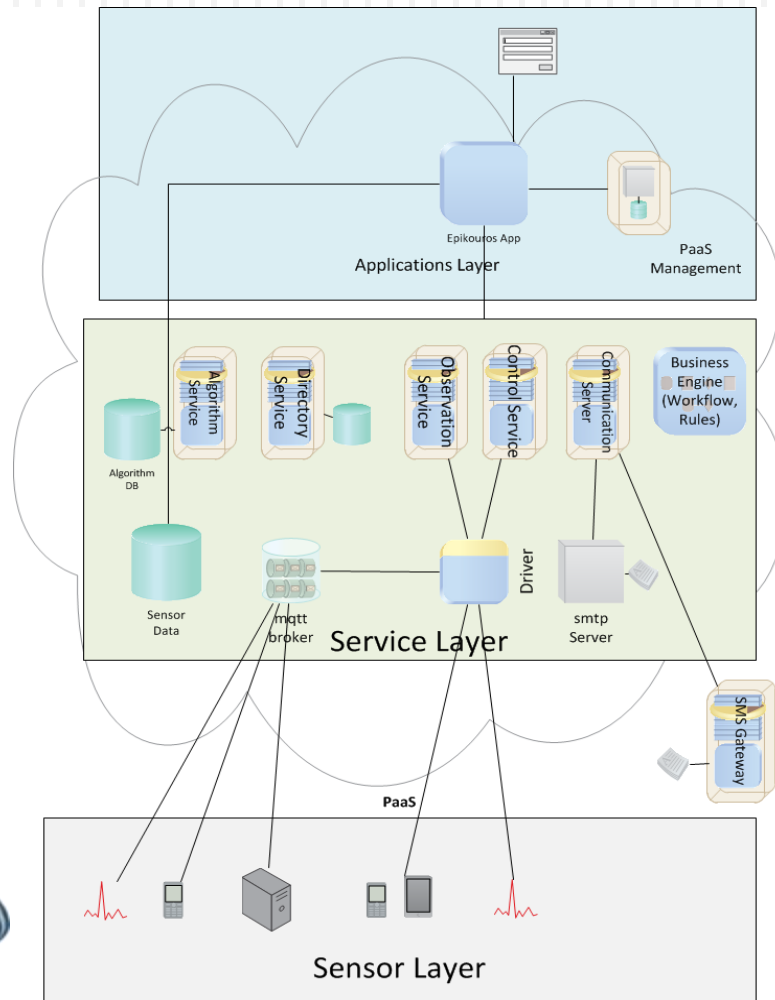 Epikouros App
Applications Layer
PaaS
Management
Algorithm
Service
Directory
Service
Observation
Service
Control Service
Communication
Server
Business
Engine
(Workflow,
Rules)
Algorithm
DB
Sensor
Data
mqtt
broker
Driver
smtp
Server
Service Layer
SMS Gateway
PaaS
Sensor Layer